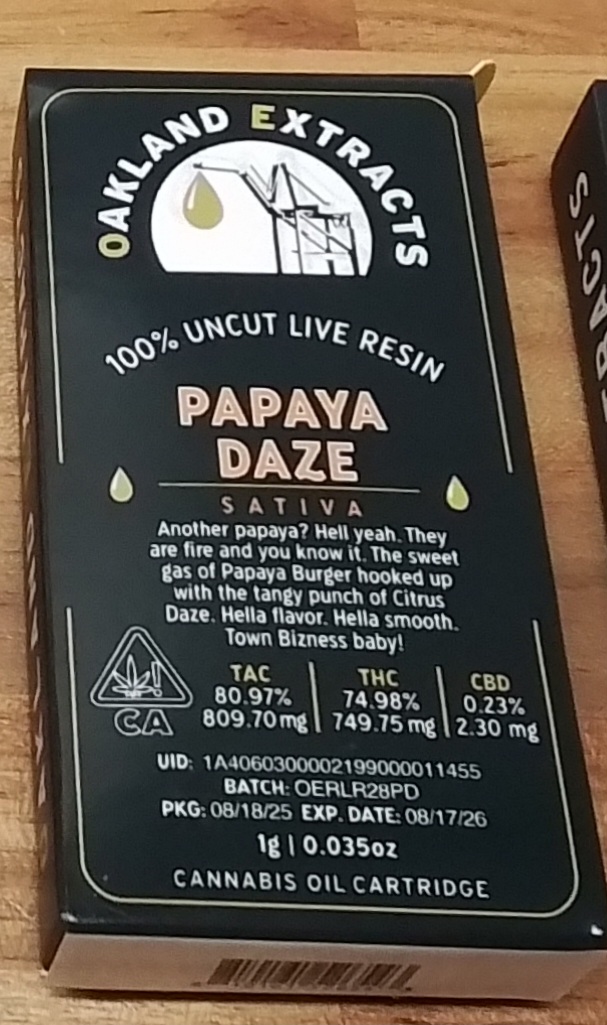 OAKLAND EXTRACTS
100% UNCUT LIVE RESIN
PAPAYA
DAZE
SATIVA
Another papaya? Hell yeah. They
are fire and you know it. The sweet
gas of Papaya Burger hooked up
with the tangy punch of Citrus
Daze. Hella flavor. Hella smooth.
Town Bizness baby!
TAC THC CBD
80.97% 74.98% 0.23%
809.70 mg 749.75 mg 2.30 mg
CA
UID: 1A4060300002199000011455
BATCH: OERLR28PD
PKG: 08/18/25 EXP. DATE: 08/17/26
1g | 0.035oz
CANNABIS OIL CARTRIDGE